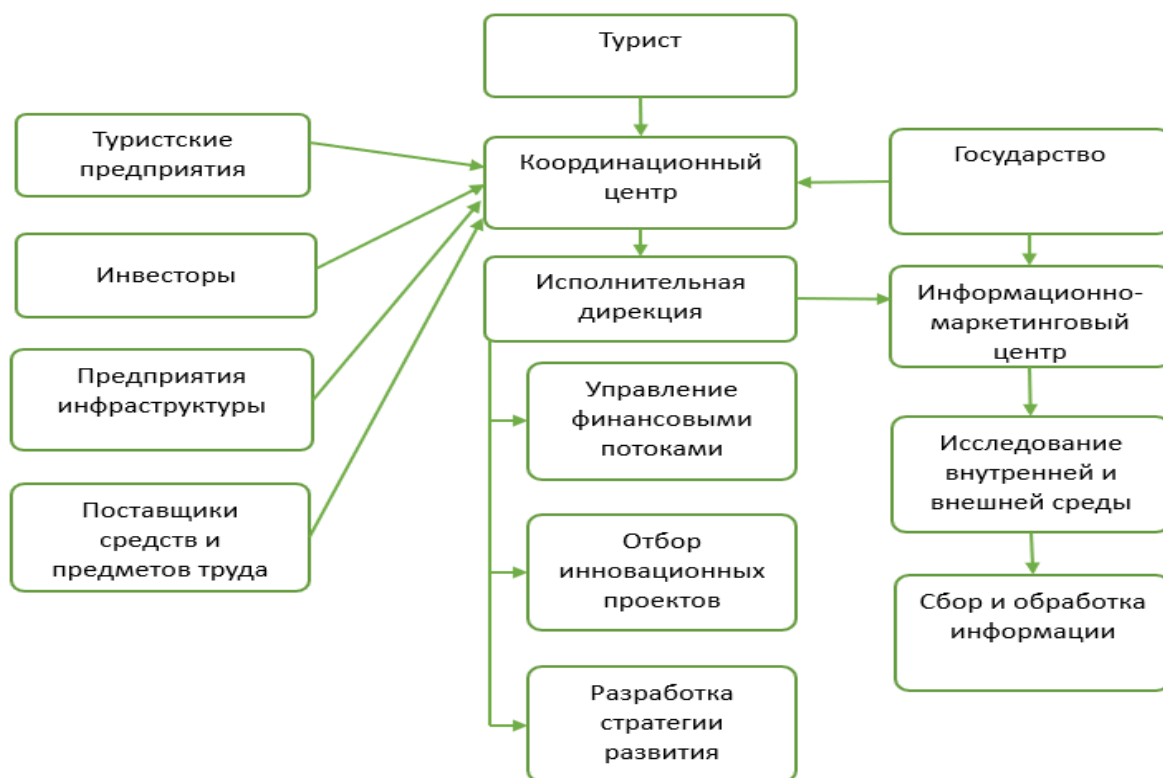 Турист
Туристские
предприятия
Координационный
центр
Государство
Инвесторы
Исполнительная
дирекция
Информационно-
маркетинговый
центр
Предприятия
инфраструктуры
Управление
финансовыми
потоками
Исследование
внутренней и
внешней среды
Поставщики
средств и
предметов труда
Отбор
инновационных
проектов
Сбор и обработка
информации
Разработка
стратегии
развития